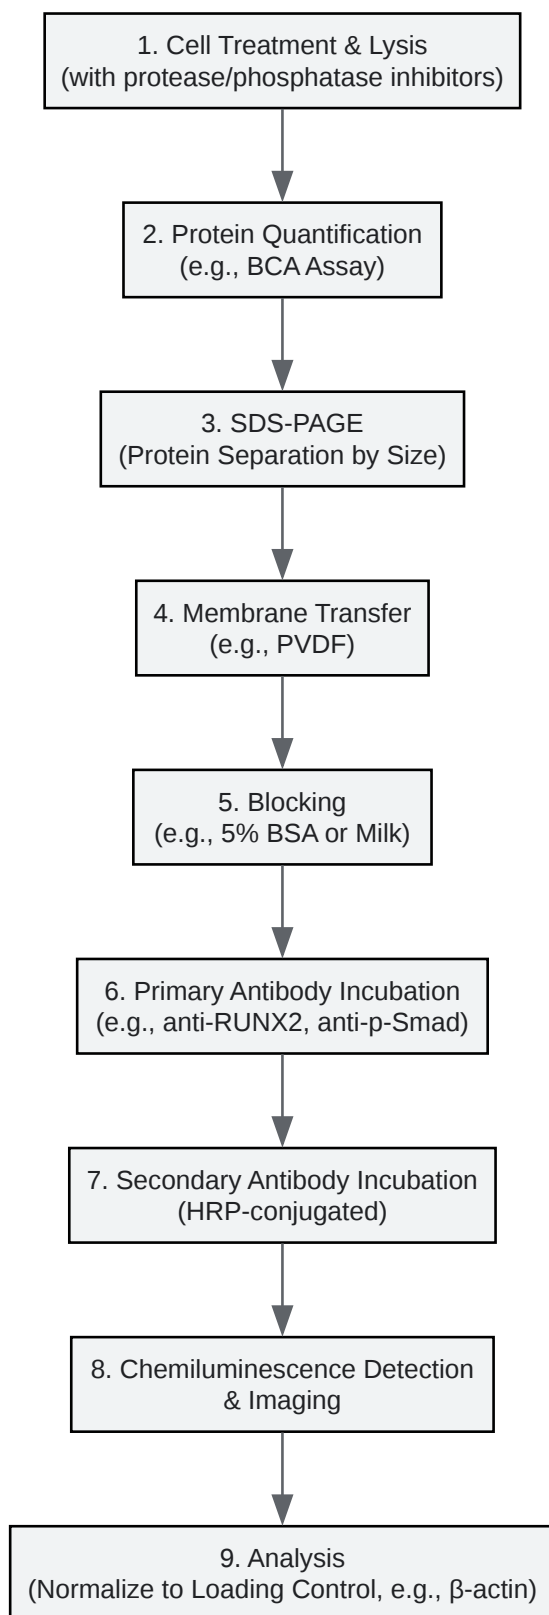 1. Cell Treatment & Lysis
(with protease/phosphatase inhibitors)
2. Protein Quantification
(e.g., BCA Assay)
3. SDS-PAGE
(Protein Separation by Size)
4. Membrane Transfer
(e.g., PVDF)
5. Blocking
(e.g., 5% BSA or Milk)
6. Primary Antibody Incubation
(e.g., anti-RUNX2, anti-p-Smad)
7. Secondary Antibody Incubation
(HRP-conjugated)
8. Chemiluminescence Detection
& Imaging
9. Analysis
(Normalize to Loading Control, e.g., β-actin)